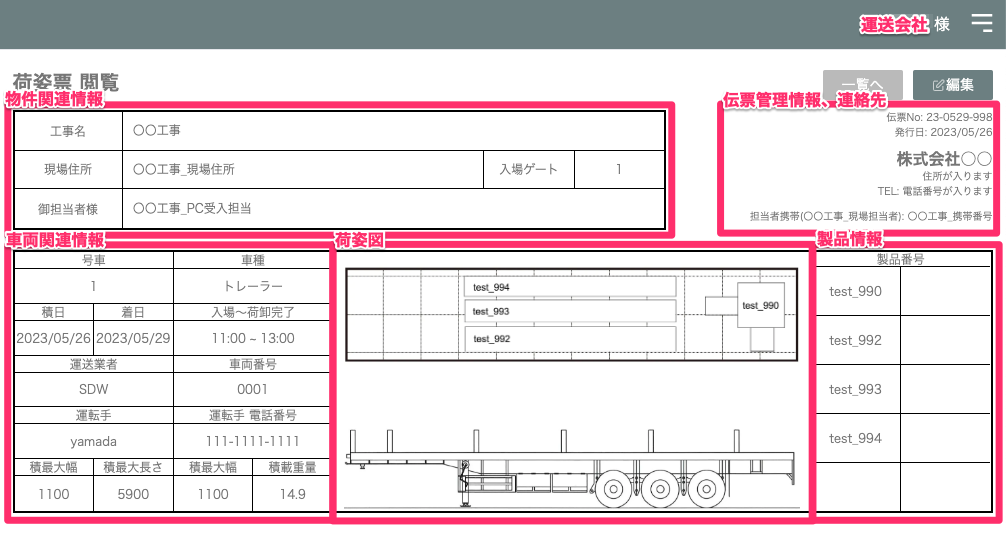 運送会社 様
荷姿票 閲覧
一覧へ
編集
物件関連情報
工事名
〇〇工事
現場住所
〇〇工事_現場住所
入場ゲート
1
御担当者様
〇〇工事_PC受入担当
伝票管理情報、連絡先
伝票No: 23-0529-998
発行日: 2023/05/26
株式会社〇〇
住所が入ります
TEL: 電話番号が入ります
担当者携帯(〇〇工事_現場担当者): 〇〇工事_携帯番号
車両関連情報
号車
車種
1
トレーラー
積日
着日
入場～荷卸完了
2023/05/26
2023/05/29
11:00 ~ 13:00
運送業者
車両番号
SDW
0001
運転手
運転手 電話番号
yamada
111-1111-1111
積最大幅
積最大長さ
積最大幅
積載重量
1100
5900
1100
14.9
荷姿図
test_994
test_993
test_992
test_990
製品情報
製品番号
test_990
test_992
test_993
test_994